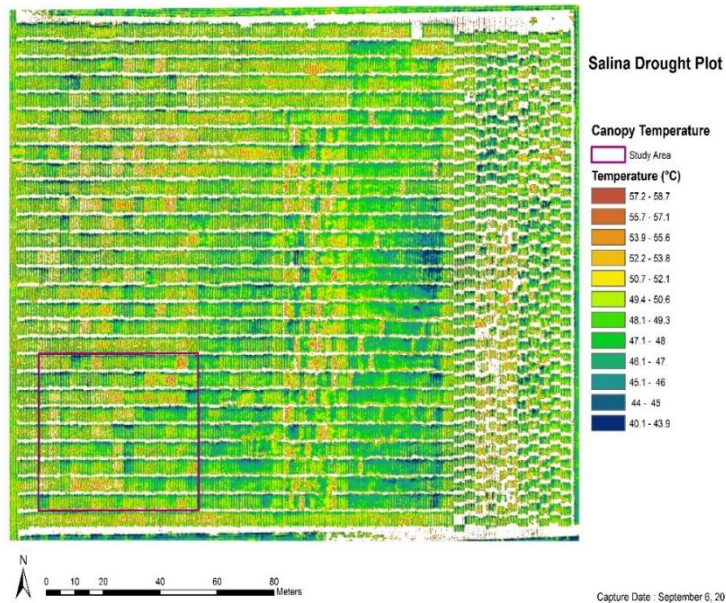 Salina Drought Plot
Canopy Temperature
Study Area
Temperature (°C)
57.2 - 58.7
55.7 - 57.1
53.9 - 55.6
52.2 - 53.8
50.7 - 52.1
49.4 - 50.6
48.1 - 49.3
47.1 - 48
46.1 - 47
45.1 - 46
44 - 45
40.1 - 43.9
N
0 5 10 20 40 60 80
Meters
Capture Date : September 6, 20